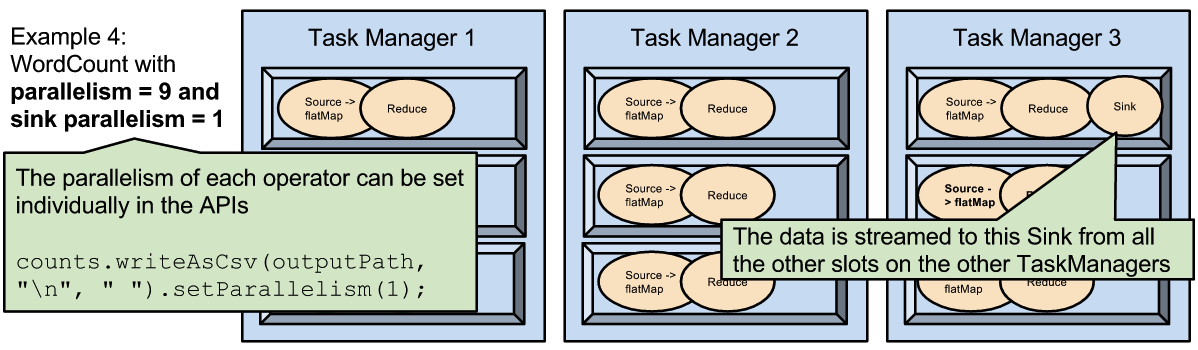 Example 4:
WordCount with
parallelism = 9 and
sink parallelism = 1
The parallelism of each operator can be set
individually in the APIs
counts.writeAsCsv(outputPath,
"\n", " ").setParallelism(1);
Task Manager 1
Source ->
flatMap
Reduce
Task Manager 2
Source ->
flatMap
Reduce
Source ->
flatMap
Reduce
Source ->
flatMap
Reduce
Task Manager 3
Source ->
flatMap
Reduce
Sink
Source -
> flatMap
The data is streamed to this Sink from all
the other slots on the other TaskManagers
flatMap
Reduce